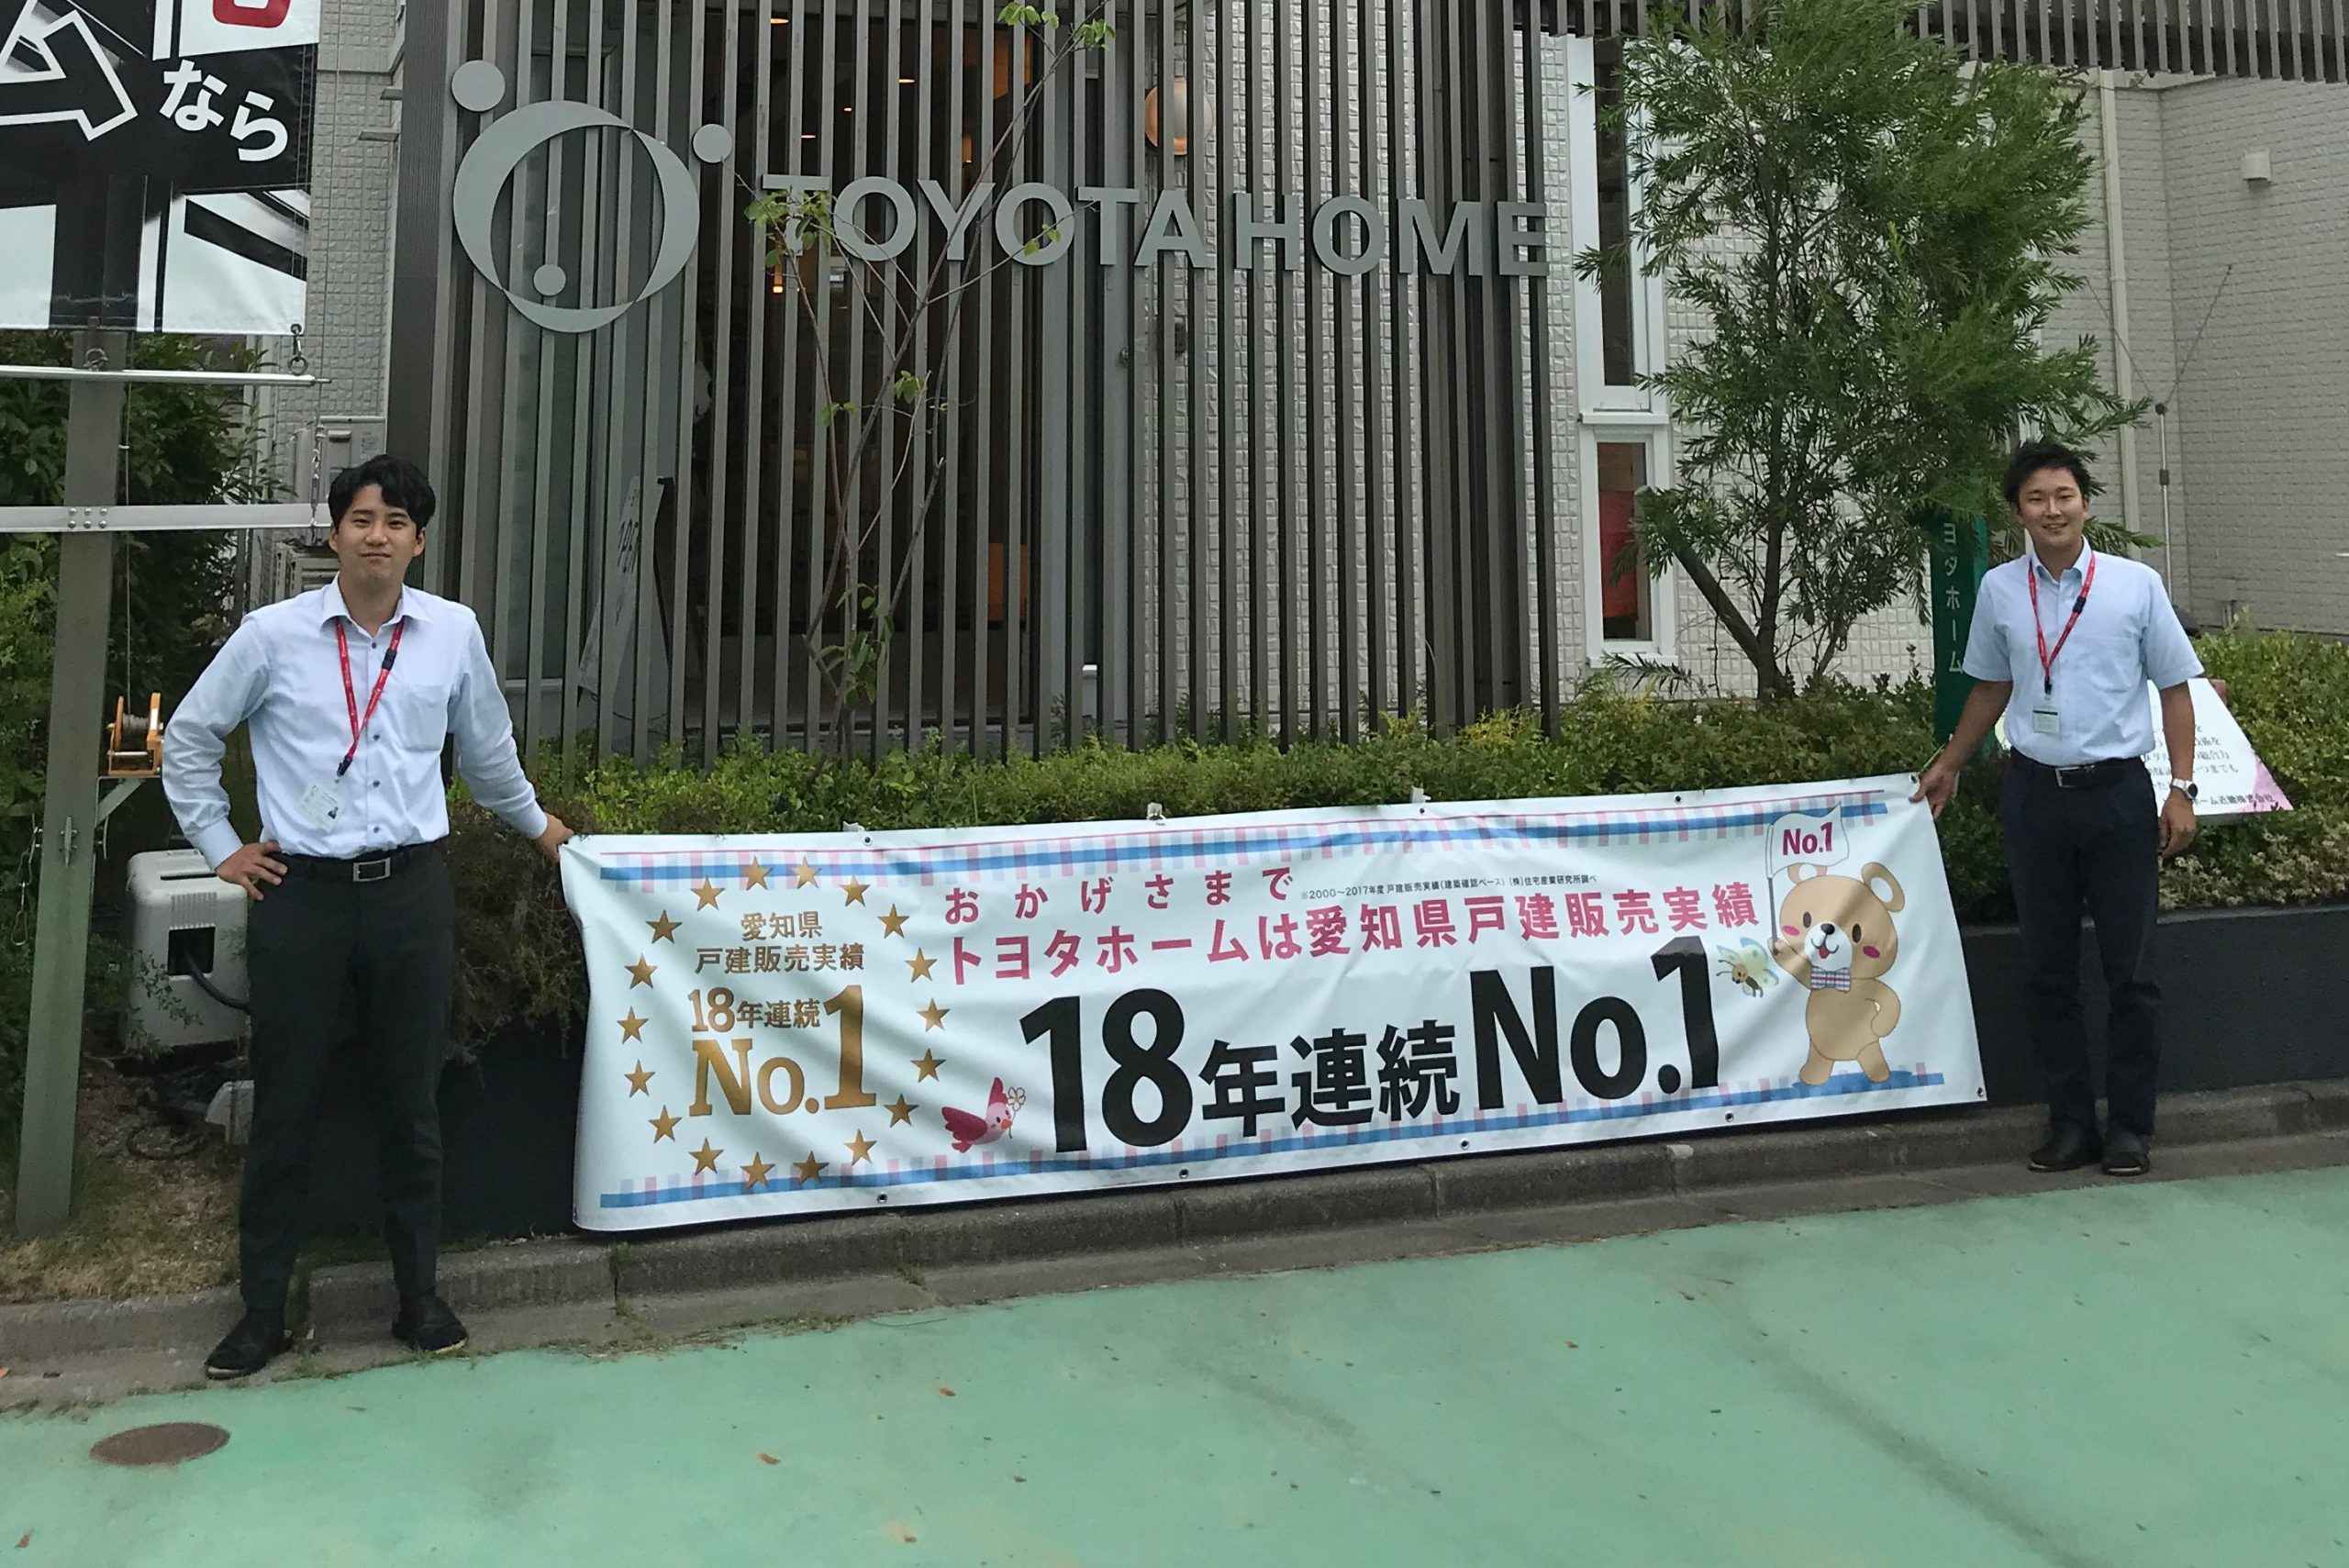 なら
TOYOTA HOME
ヨタホーム
おかげさまで
※2000～2017年度 戸建販売実績(建築確認ベース) (株)住宅産業研究所調べ
トヨタホームは愛知県戸建販売実績
18年連続No.1
愛知県
戸建販売実績
18年連続
No.1
No.1